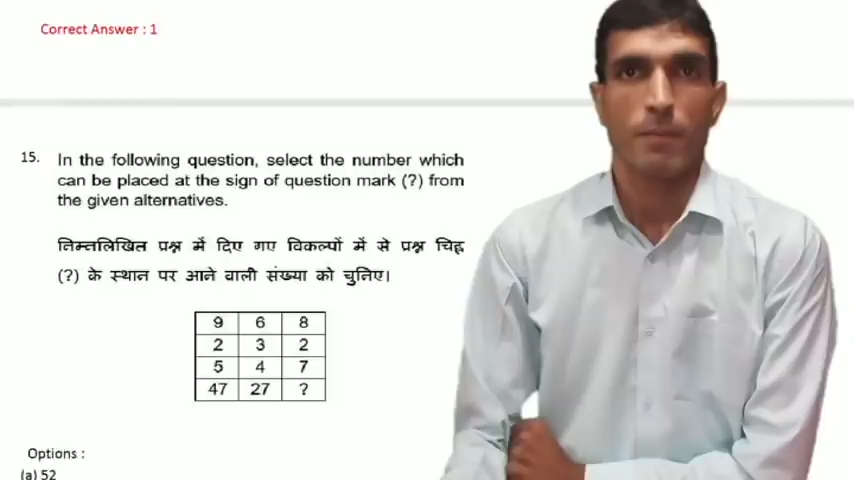 Correct Answer : 1
15. In the following question, select the number which
can be placed at the sign of question mark (?) from
the given alternatives.
निम्नलिखित प्रश्न में दिए गए विकल्पों में से प्रश्न चिह्न
(?) के स्थान पर आने वाली संख्या को चुनिए।
9 6 8
2 3 2
5 4 7
47 27 ?
Options :
(a) 52